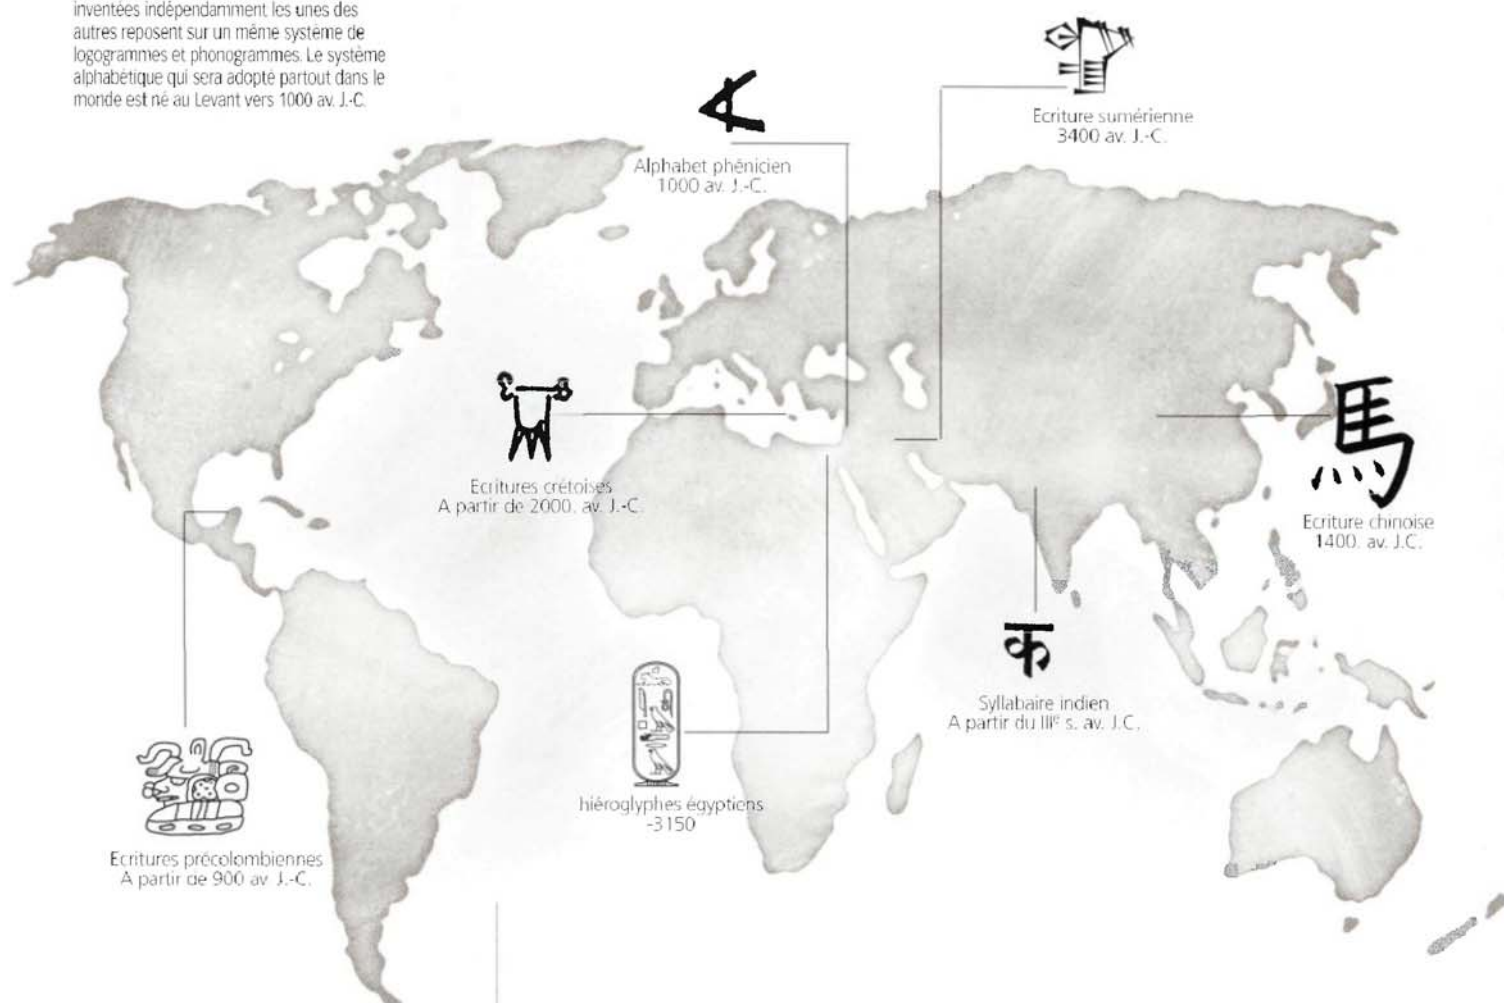 inventées indépendamment les unes des
autres reposent sur un même système de
logogrammes et phonogrammes. Le système
alphabétique qui sera adopté partout dans le
monde est né au Levant vers 1000 av. J.-C.
Ecriture sumérienne
3400 av. J.-C.
Alphabet phénicien
1000 av. J.-C.
Ecritures crétoises
A partir de 2000. av. J.-C.
馬
Ecriture chinoise
1400. av. J.C.
क
Syllabaire indien
A partir du IIIe s. av. J.C.
hiéroglyphes égyptiens
-3150
Ecritures précolombiennes
A partir de 900 av J.-C.